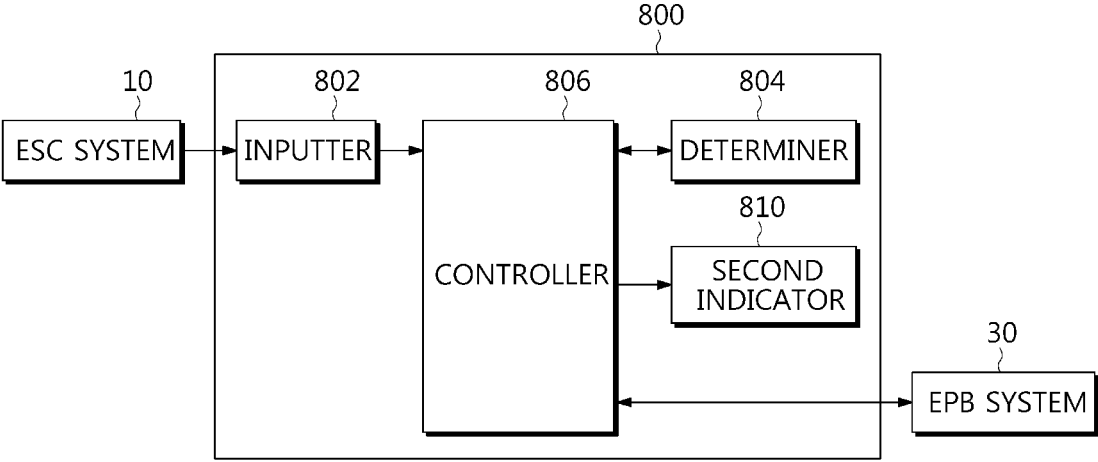 800
10
802
806
804
ESC SYSTEM
INPUTTER
DETERMINER
810
CONTROLLER
SECOND
INDICATOR
30
EPB SYSTEM